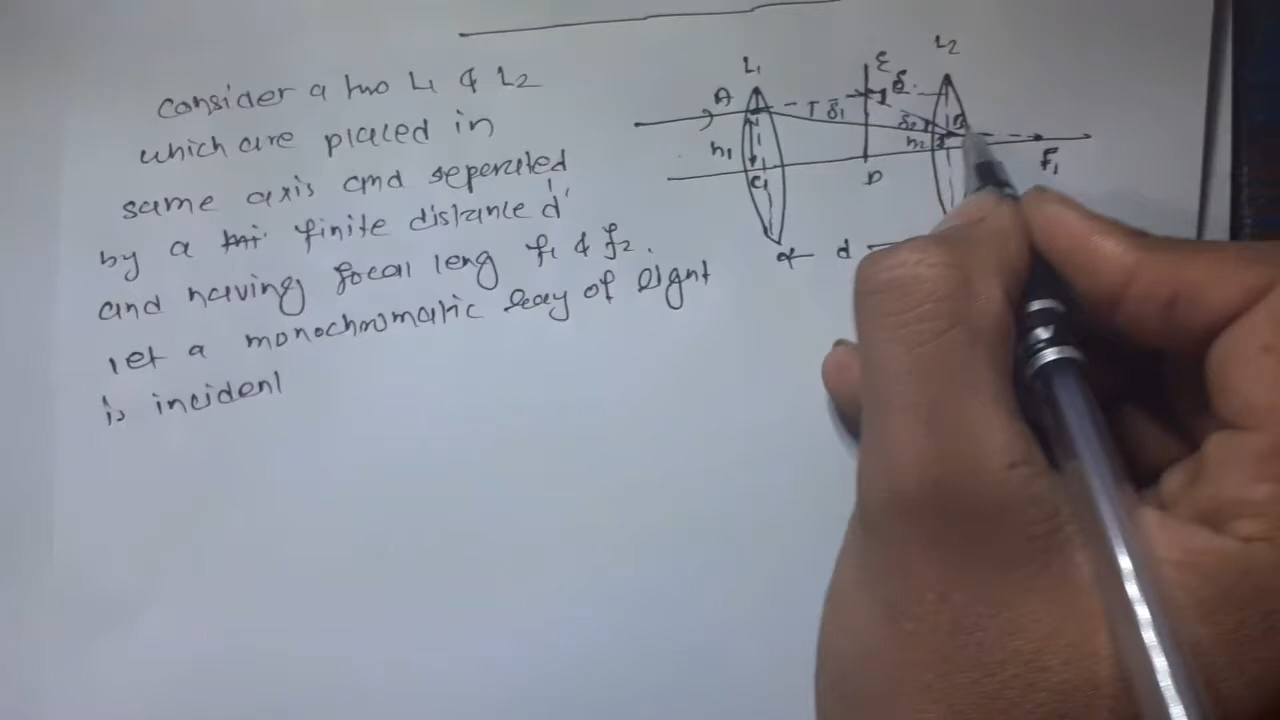 consider a two L1 & L2
which are placed in
same axis and seperated
by a finite distance 'd'
and having focal leng f1 & f2.
let a monochromatic ray of light
is incident
L1
L2
E
A
δ1
δ
δ2
B
h1
h2
C1
D
F1
d